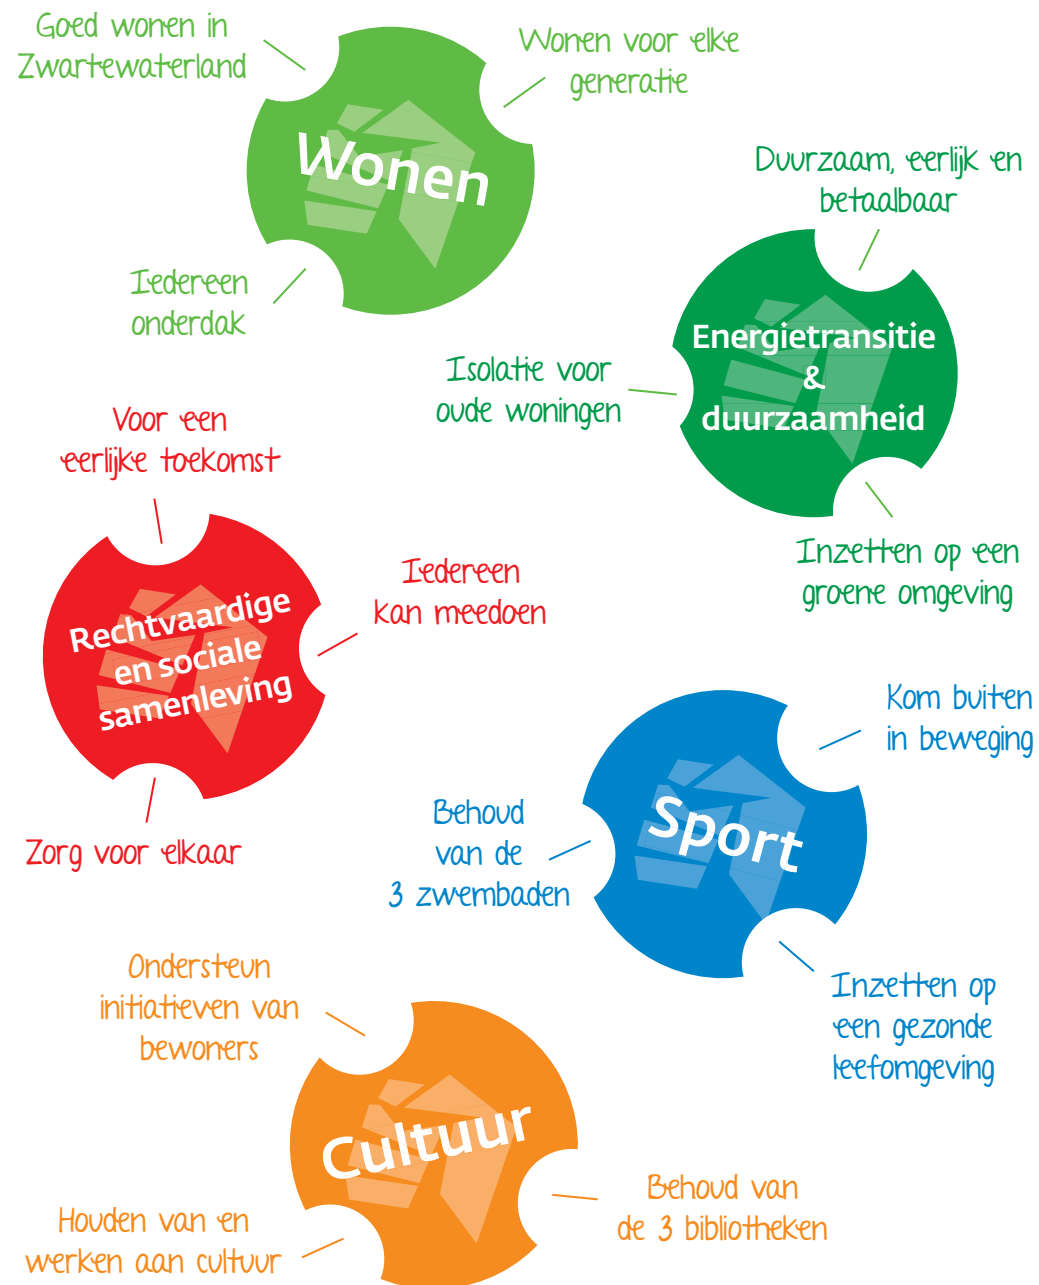 Goed wonen in
Zwartewaterland
Wonen voor elke
generatie
Wonen
Iedereen
onderdak
Duurzaam, eerlijk en
betaalbaar
Energietransitie
&
duurzaamheid
Isolatie voor
oude woningen
Inzetten op een
groene omgeving
Voor een
eerlijke toekomst
Rechtvaardige
en sociale
samenleving
Iedereen
kan meedoen
Zorg voor elkaar
Kom buiten
in beweging
Sport
Behoud
van de
3 zwembaden
Inzetten op
een gezonde
leefomgeving
Ondersteun
initiatieven van
bewoners
Cultuur
Behoud van
de 3 bibliotheken
Houden van en
werken aan cultuur